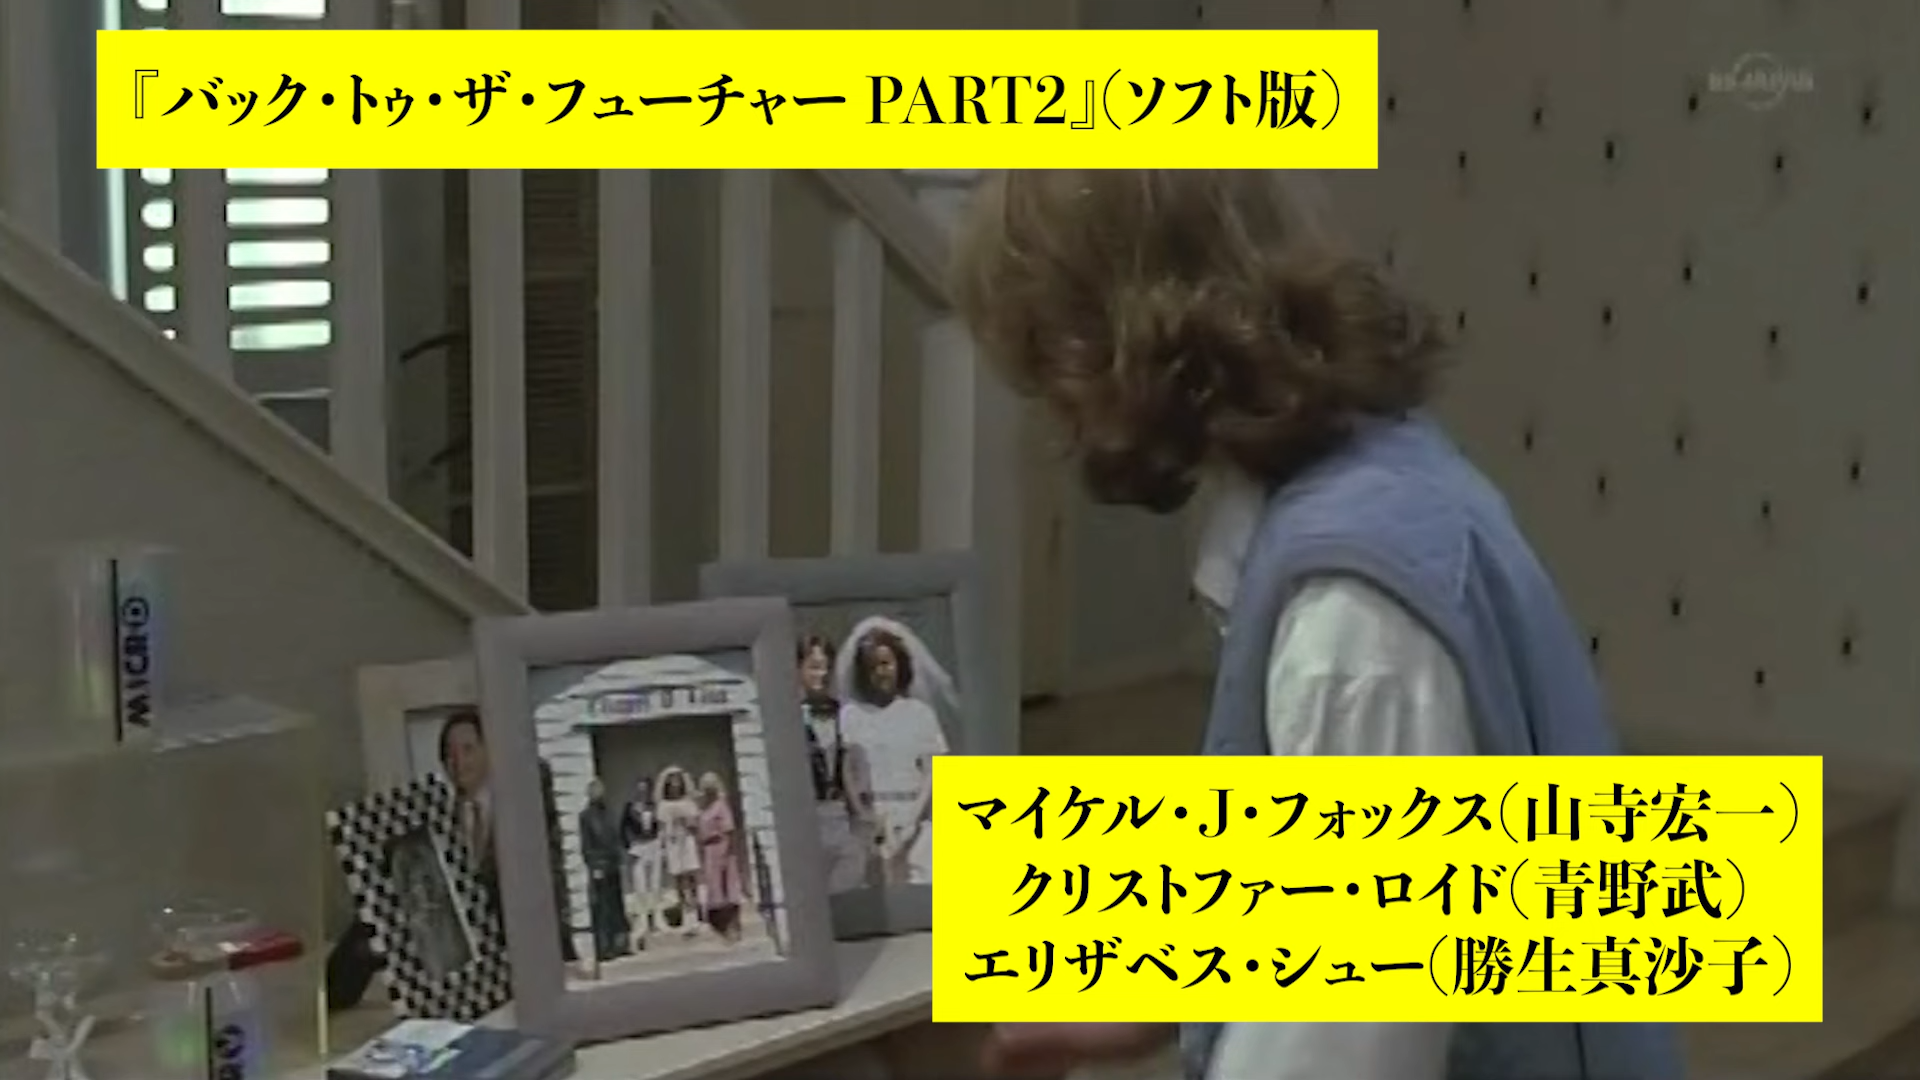 『バック・トゥ・ザ・フューチャー PART2』（ソフト版）
マイケル・J・フォックス（山寺宏一）
クリストファー・ロイド（青野武）
エリザベス・シュー（勝生真沙子）